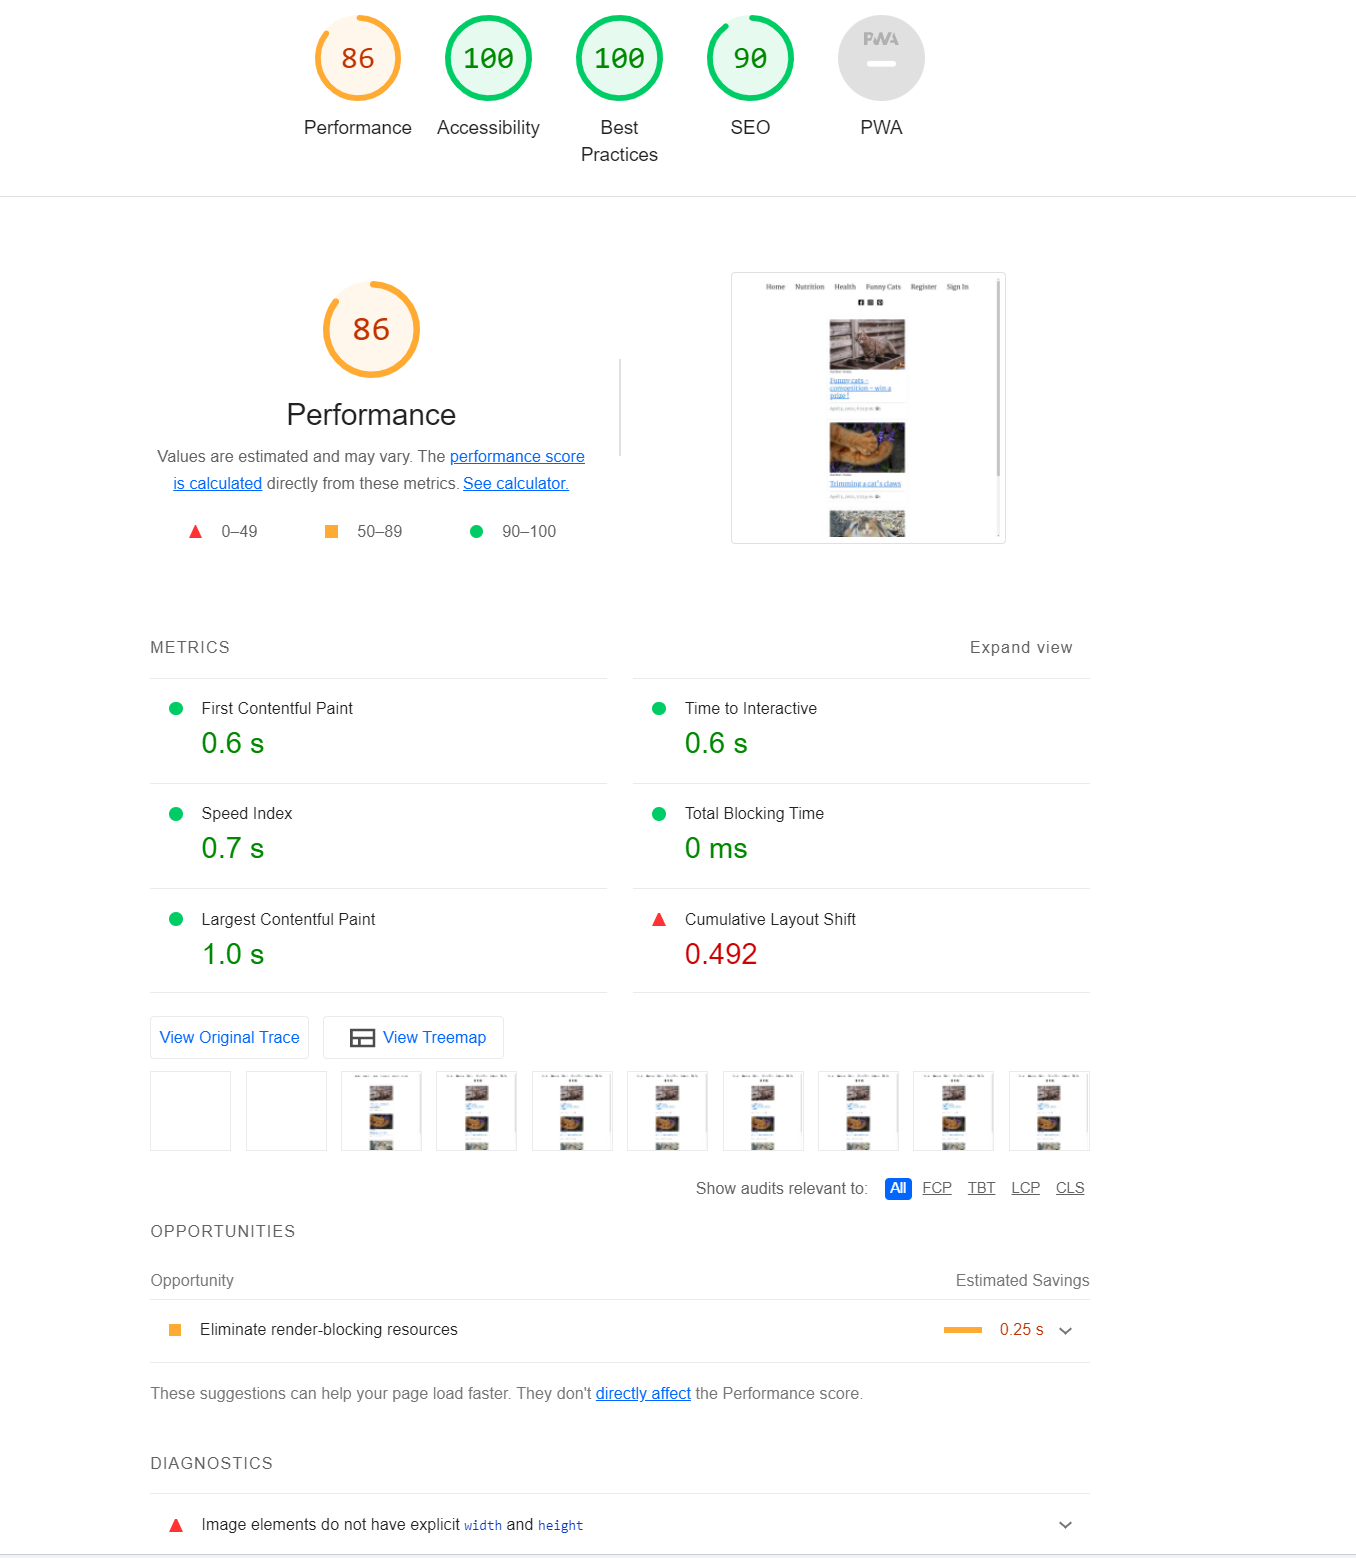 86
100
100
90
PWA
Performance
Accessibility
Best
Practices
SEO
PWA
86
Performance
Values are estimated and may vary. The performance score
is calculated directly from these metrics. See calculator.
0–49
50–89
90–100
Home Nutrition Health Funny Cats Register Sign In
Funny cats –
competition – win a
prize !
Trimming a cat's claws
METRICS
Expand view
First Contentful Paint
0.6 s
Time to Interactive
0.6 s
Speed Index
0.7 s
Total Blocking Time
0 ms
Largest Contentful Paint
1.0 s
Cumulative Layout Shift
0.492
View Original Trace
View Treemap
Show audits relevant to: All FCP TBT LCP CLS
OPPORTUNITIES
Opportunity
Estimated Savings
Eliminate render-blocking resources
0.25 s
These suggestions can help your page load faster. They don't directly affect the Performance score.
DIAGNOSTICS
Image elements do not have explicit width and height